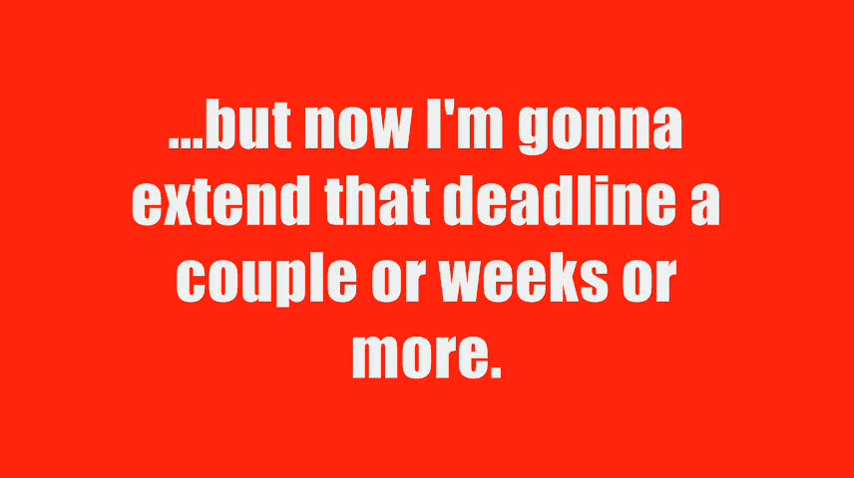 ...but now I'm gonna
extend that deadline a
couple or weeks or
more.